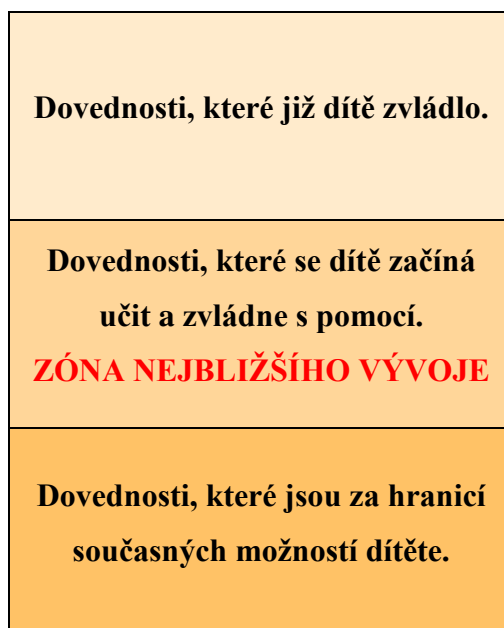 Dovednosti, které již dítě zvládlo.
Dovednosti, které se dítě začíná
učit a zvládne s pomocí.
ZÓNA NEJBLIŽŠÍHO VÝVOJE
Dovednosti, které jsou za hranicí
současných možností dítěte.